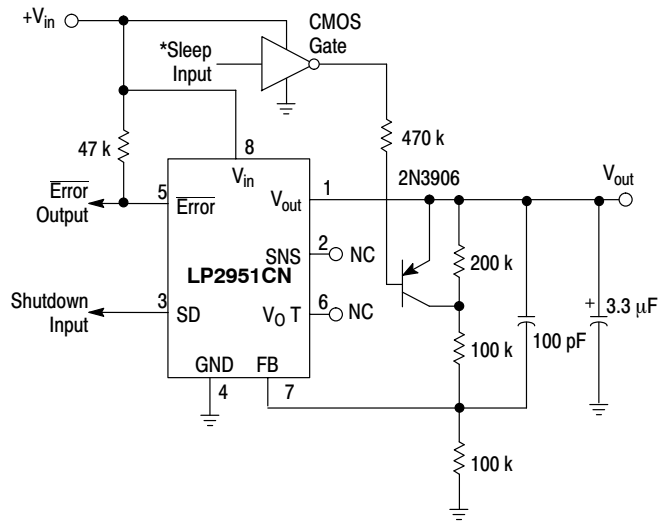 +Vin
CMOS
Gate
*Sleep
Input
470 k
47 k
8
Vin
2N3906
Vout
Error
Output
5
Error
Vout
1
SNS
2
NC
200 k
LP2951CN
Shutdown
Input
3
SD
VO T
6
NC
+
3.3 μF
100 k
100 pF
GND
FB
4
7
100 k